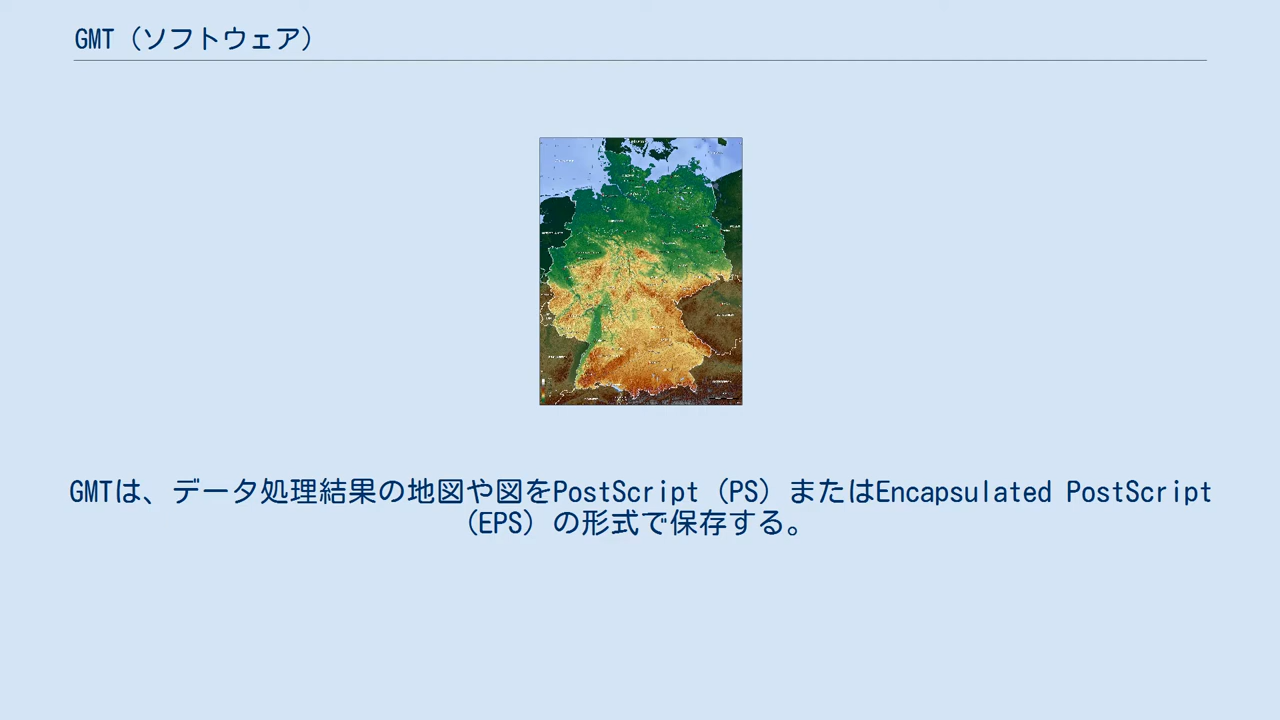 GMT（ソフトウェア）
GMTは、データ処理結果の地図や図をPostScript（PS）またはEncapsulated PostScript
（EPS）の形式で保存する。